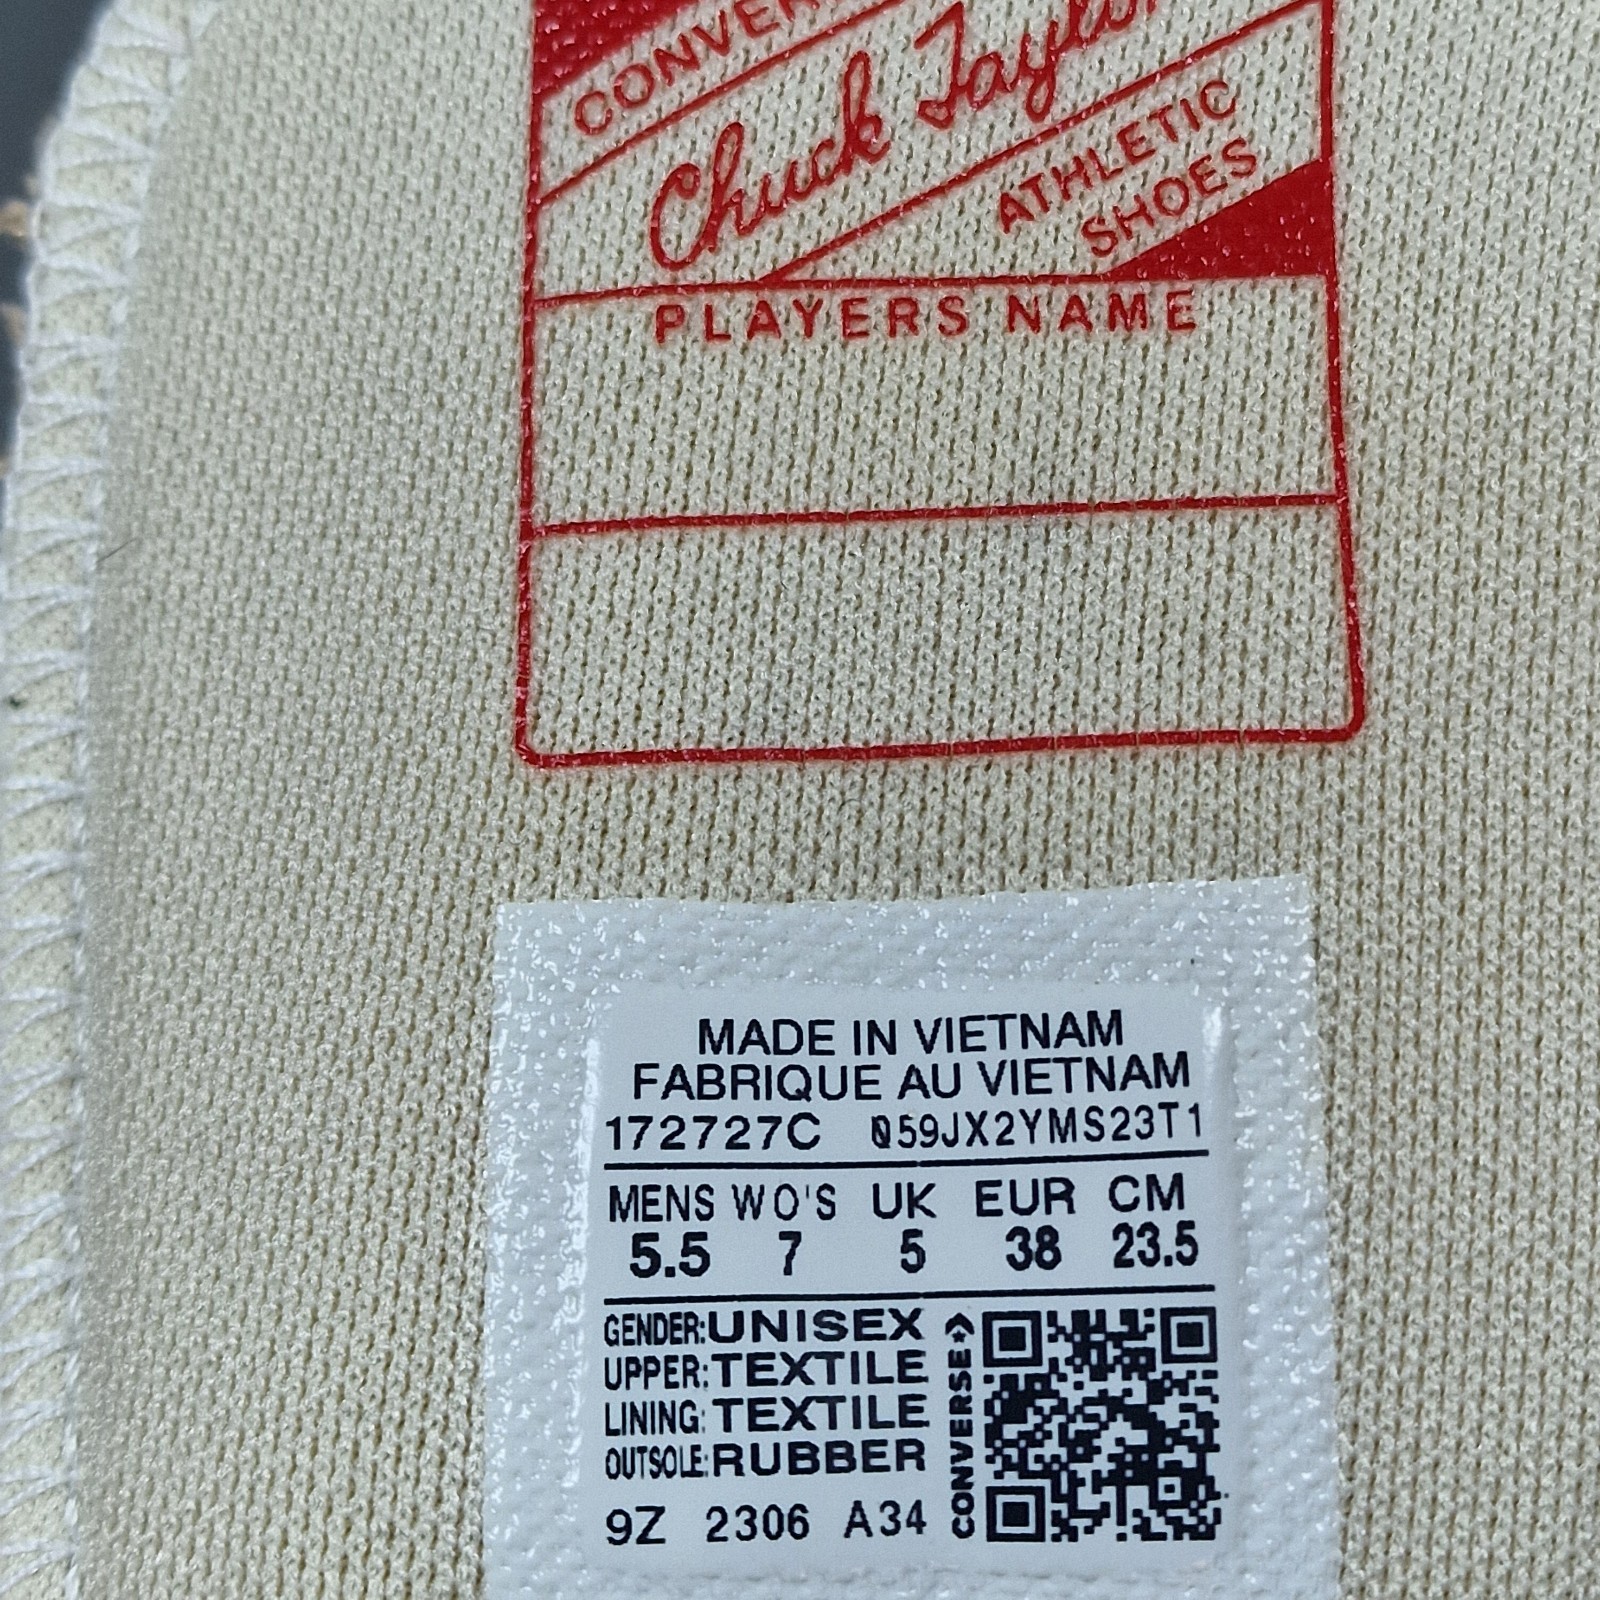 Chuck Taylor
ATHLETIC
SHOES
PLAYERS NAME
MADE IN VIETNAM
FABRIQUE AU VIETNAM
172727C Q59JX2YMS23T1
MENS WO'S UK EUR CM
5.5 7 5 38 23.5
GENDER:UNISEX
UPPER:TEXTILE
LINING:TEXTILE
OUTSOLE:RUBBER
CONVERSE
9Z 2306 A34